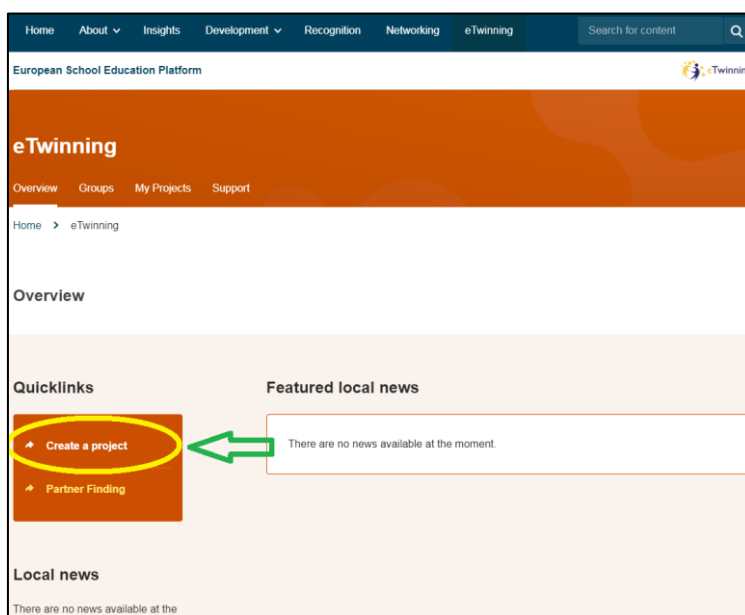 Home About Insights Development Recognition Networking eTwinning Search for content
European School Education Platform
eTwinnin
eTwinning
Overview Groups My Projects Support
Home > eTwinning
Overview
Quicklinks
Featured local news
Create a project
There are no news available at the moment.
Partner Finding
Local news
There are no news available at the